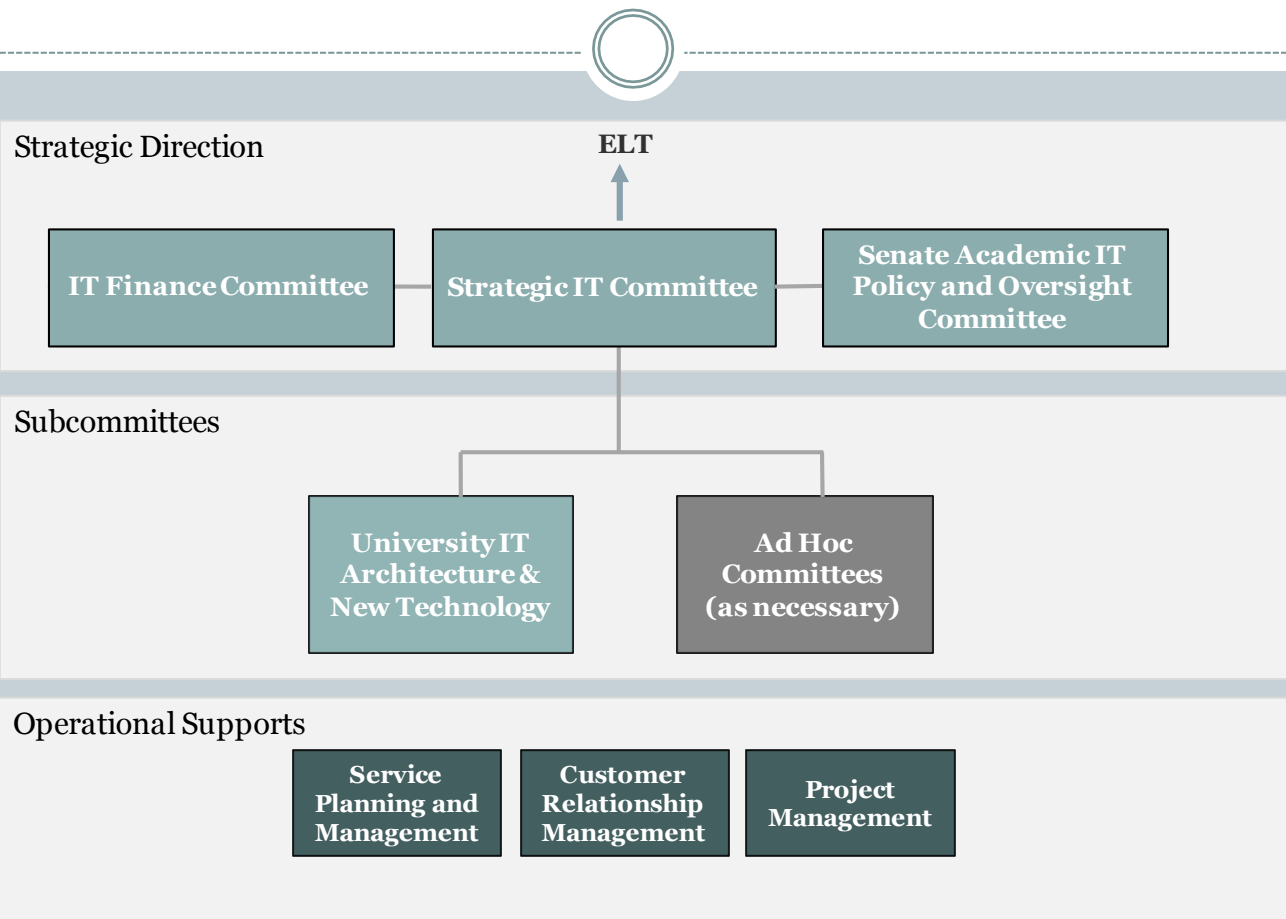 Strategic Direction
ELT
IT Finance Committee
Strategic IT Committee
Senate Academic IT
Policy and Oversight
Committee
Subcommittees
University IT
Architecture &
New Technology
Ad Hoc
Committees
(as necessary)
Operational Supports
Service
Planning and
Management
Customer
Relationship
Management
Project
Management